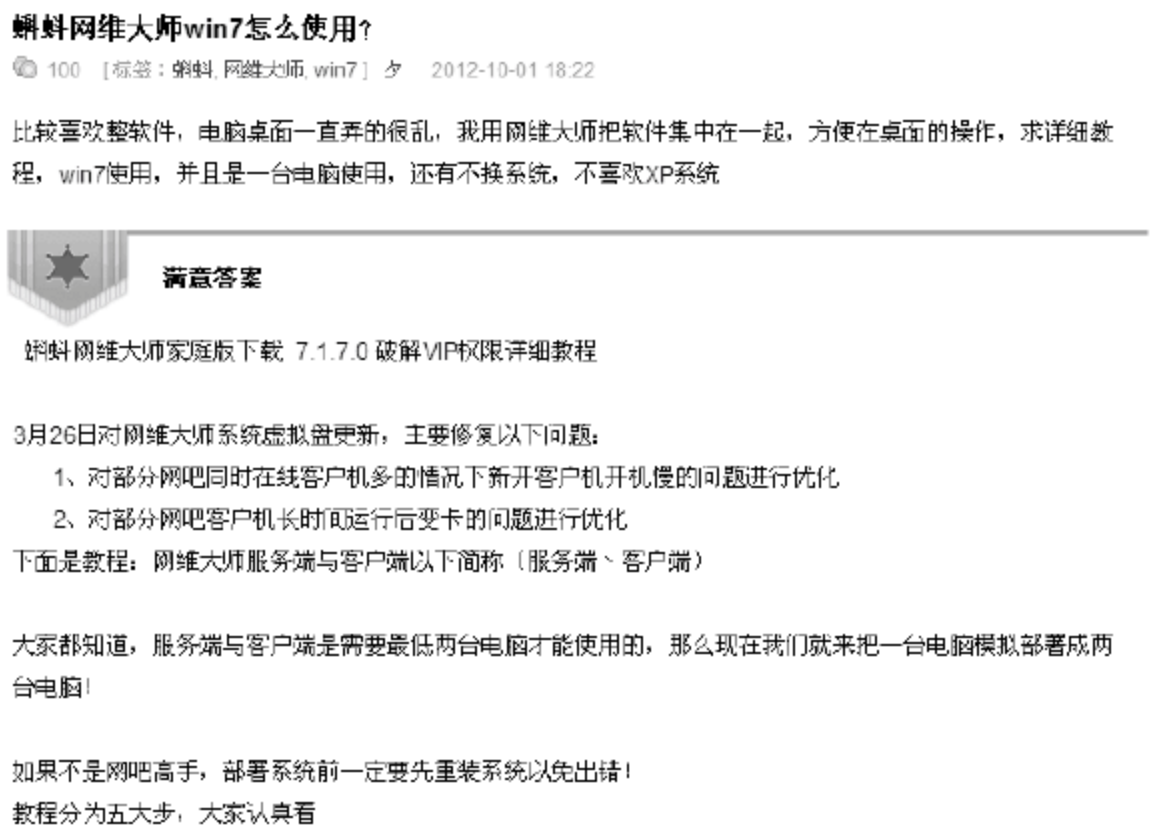 蝌蚪网维大师win7怎么使用?
100 [标签:蝌蚪,网维大师,win7] 夕 2012-10-01 18:22
比较喜欢整软件,电脑桌面一直弄的很乱,我用网维大师把软件集中在一起,方便在桌面的操作,求详细教
程,win7使用,并且是一台电脑使用,还有不换系统,不喜欢XP系统
满意答案
蝌蚪网维大师家庭版下载 7.1.7.0 破解VIP权限详细教程
3月26日对网维大师系统虚拟盘更新,主要修复以下问题:
1、对部分网吧同时在线客户机多的情况下新开客户机开机慢的问题进行优化
2、对部分网吧客户机长时间运行后变卡的问题进行优化
下面是教程:网维大师服务端与客户端以下简称(服务端丶客户端)
大家都知道,服务端与客户端是需要最低两台电脑才能使用的,那么现在我们就来把一台电脑模拟部署成两
台电脑!
如果不是网吧高手,部署系统前一定要先重装系统以免出错!
教程分为五大步,大家认真看